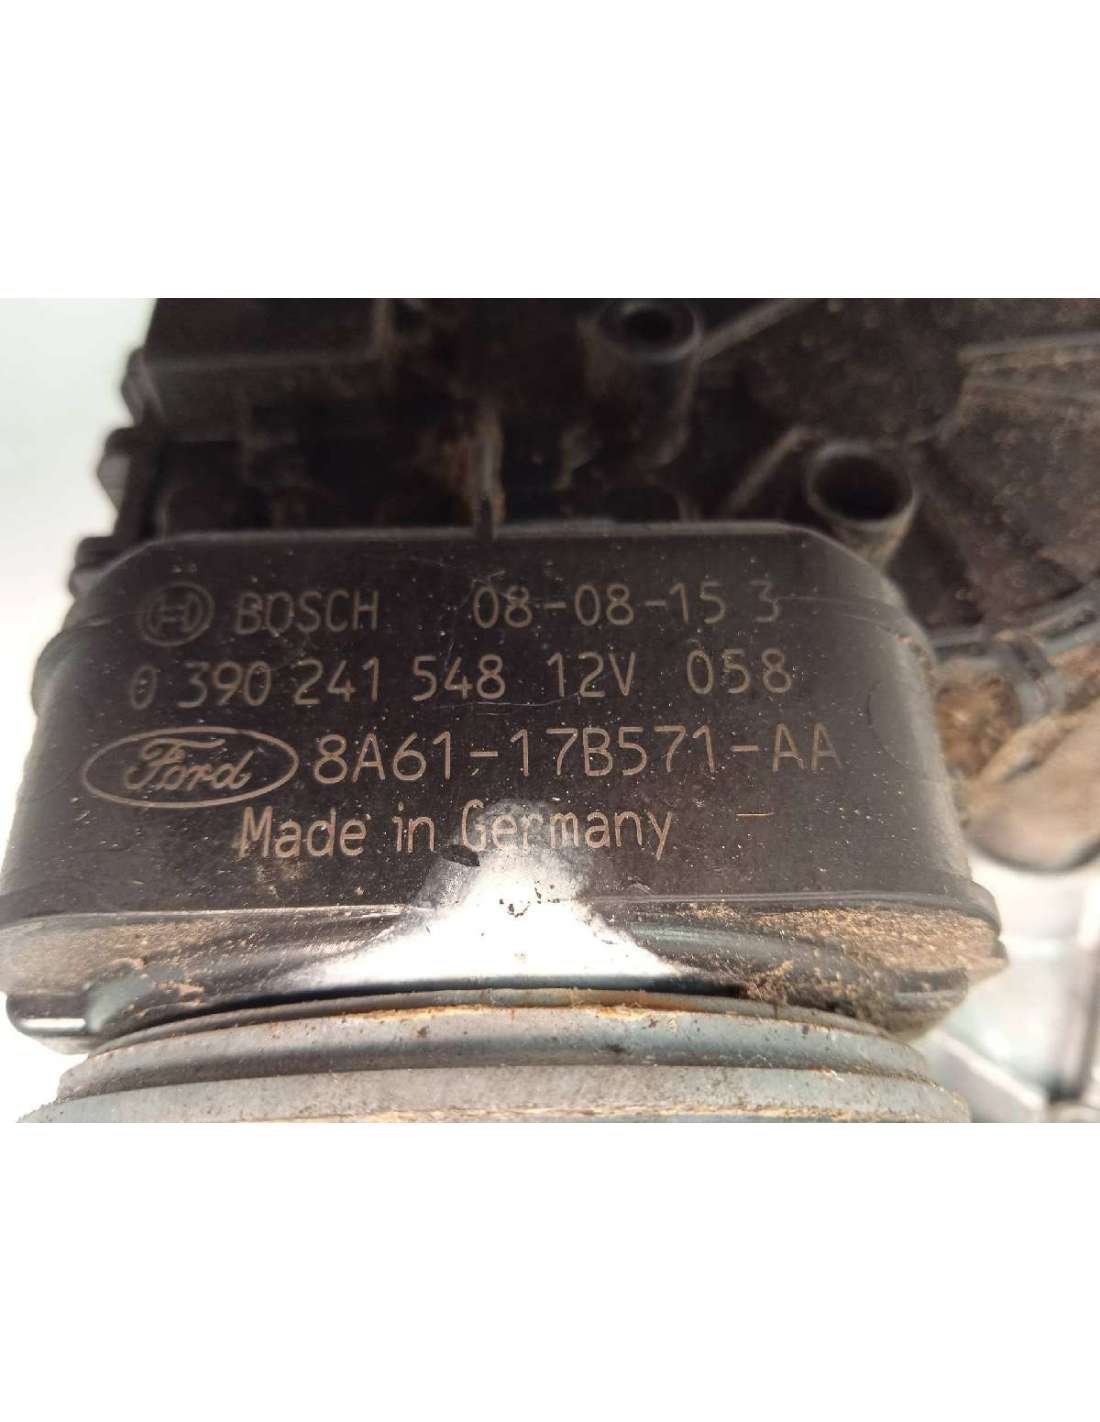 BOSCH 08-08-15 3
0 390 241 548 12V 058
Ford 8A61-17B571-AA
Made in Germany